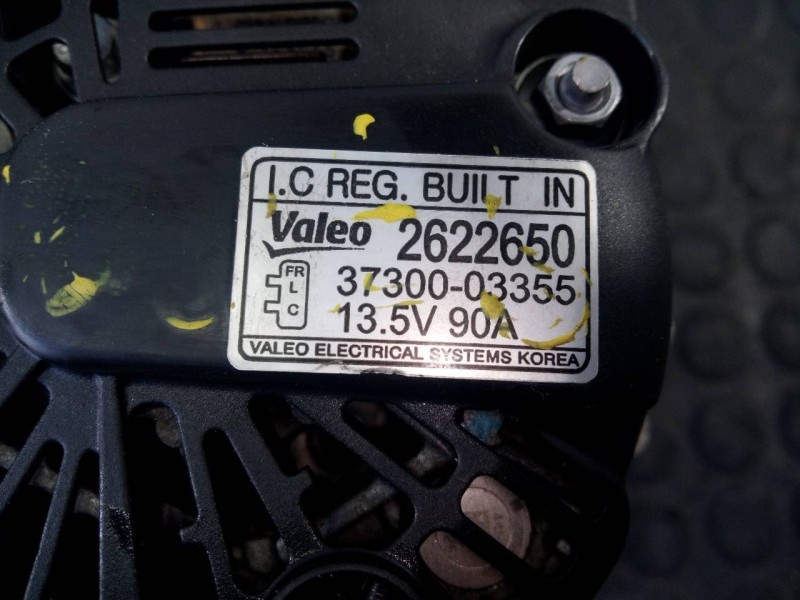 I.C REG. BUILT IN
Valeo 2622650
FR 37300-03355
L
C 13.5V 90A
VALEO ELECTRICAL SYSTEMS KOREA